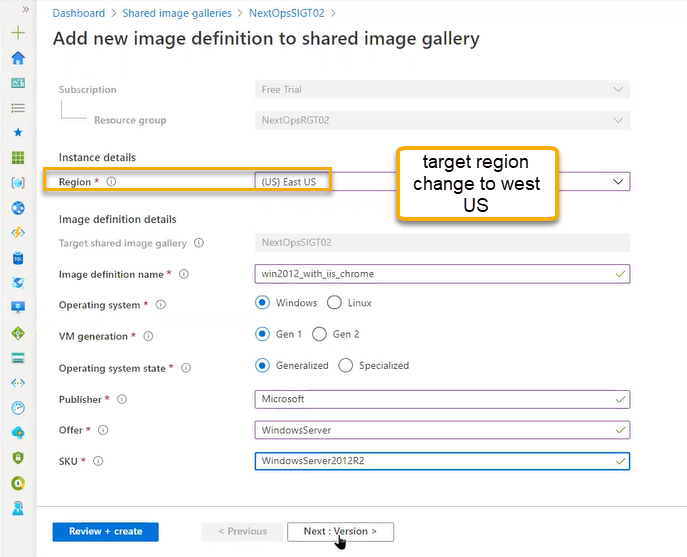 Dashboard > Shared image galleries > NextOpsSIGT02 >
Add new image definition to shared image gallery
Subscription Free Trial
Resource group NextOpsRGT02
Instance details
Region * (US) East US
target region
change to west
US
Image definition details
Target shared image gallery NextOpsSIGT02
Image definition name * win2012_with_iis_chrome
Operating system * Windows Linux
VM generation * Gen 1 Gen 2
Operating system state * Generalized Specialized
Publisher * Microsoft
Offer * WindowsServer
SKU * WindowsServer2012R2
Review + create < Previous Next : Version >